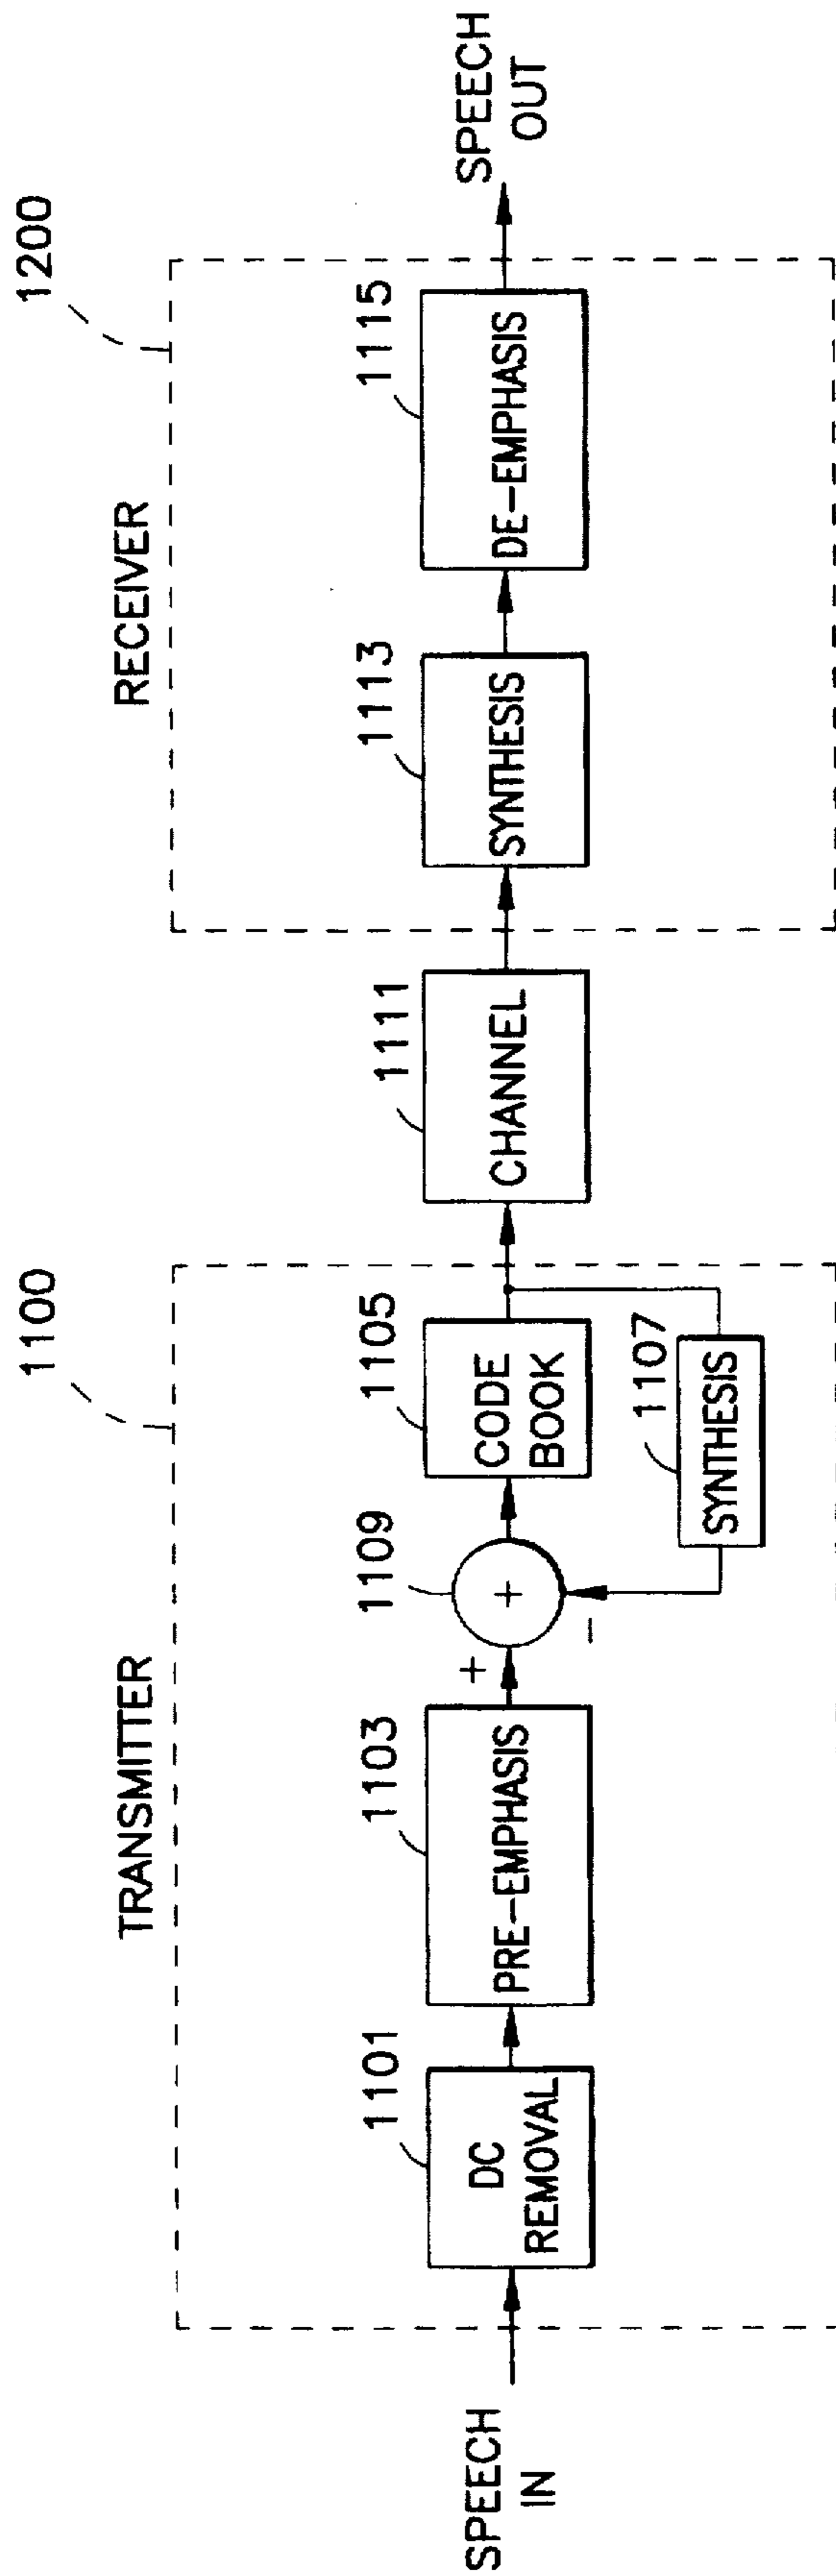 1100
1200
TRANSMITTER
RECEIVER
SPEECH
IN
1101
DC
REMOVAL
1103
PRE-EMPHASIS
+
1109
+
-
1105
CODE
BOOK
1107
SYNTHESIS
1111
CHANNEL
1113
SYNTHESIS
1115
DE-EMPHASIS
SPEECH
OUT